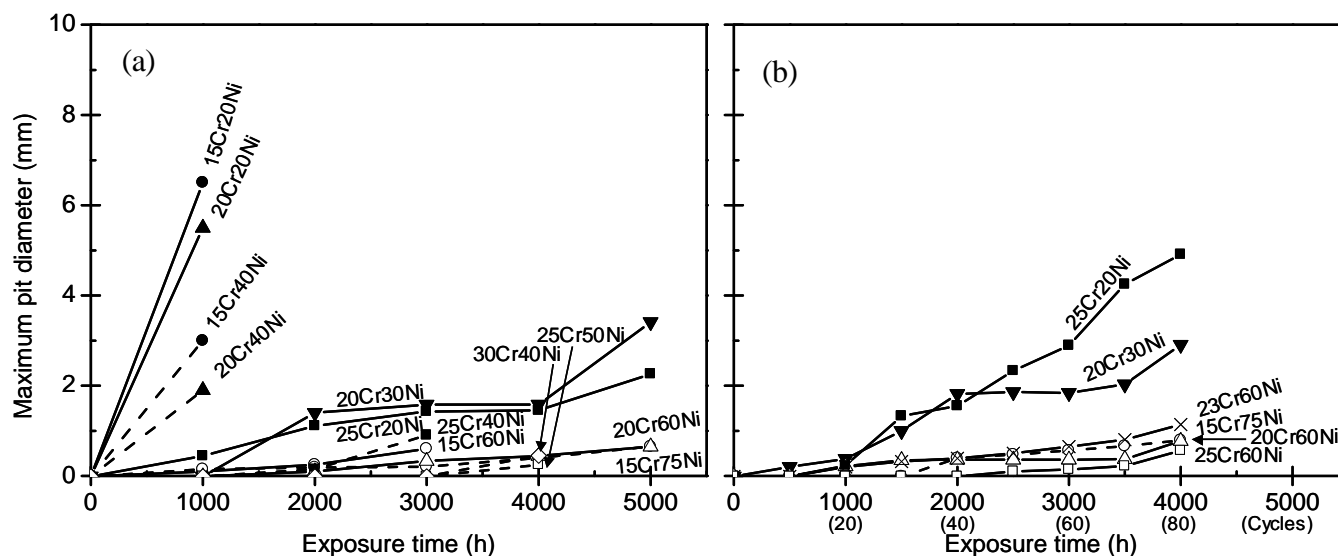 (a)
Maximum pit diameter (mm)
10
8
6
4
2
0
15Cr20Ni
20Cr20Ni
15Cr40Ni
20Cr40Ni
25Cr50Ni
30Cr40Ni
20Cr30Ni
25Cr20Ni
25Cr40Ni
15Cr60Ni
20Cr60Ni
15Cr75Ni
0 1000 2000 3000 4000 5000
Exposure time (h)
(b)
25Cr20Ni
20Cr30Ni
23Cr60Ni
15Cr75Ni
20Cr60Ni
25Cr60Ni
0 1000 2000 3000 4000 5000
(20) (40) (60) (80) (Cycles)
Exposure time (h)